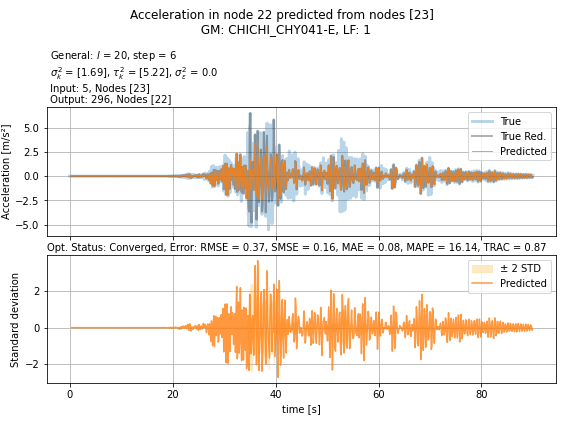 Acceleration in node 22 predicted from nodes [23]
GM: CHICHI_CHY041-E, LF: 1
General: l = 20, step = 6
σ²ₖ = [1.69], τ²ₖ = [5.22], σ²ₑ = 0.0
Input: 5, Nodes [23]
Output: 296, Nodes [22]
Acceleration [m/s²]
5.0
2.5
0.0
−2.5
−5.0
True
True Red.
Predicted
Opt. Status: Converged, Error: RMSE = 0.37, SMSE = 0.16, MAE = 0.08, MAPE = 16.14, TRAC = 0.87
Standard deviation
2
0
−2
± 2 STD
Predicted
0
20
40
60
80
time [s]